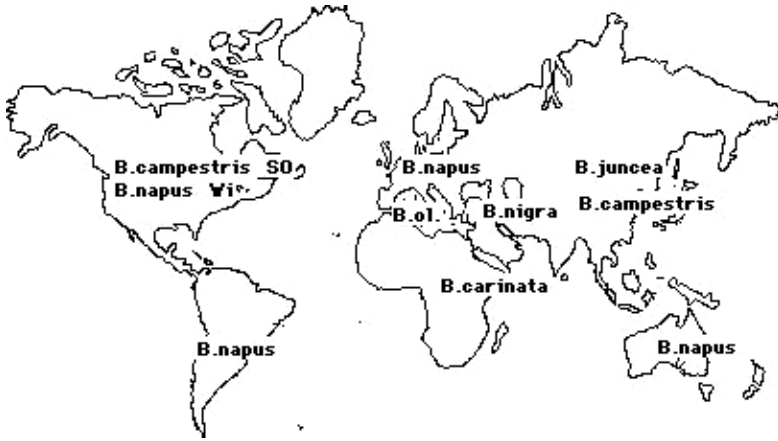 B.campestris SO
B.napus
B.juncea
B.napus Wi
B.campestris
B.ol.
B.nigra
B.carinata
B.napus
B.napus